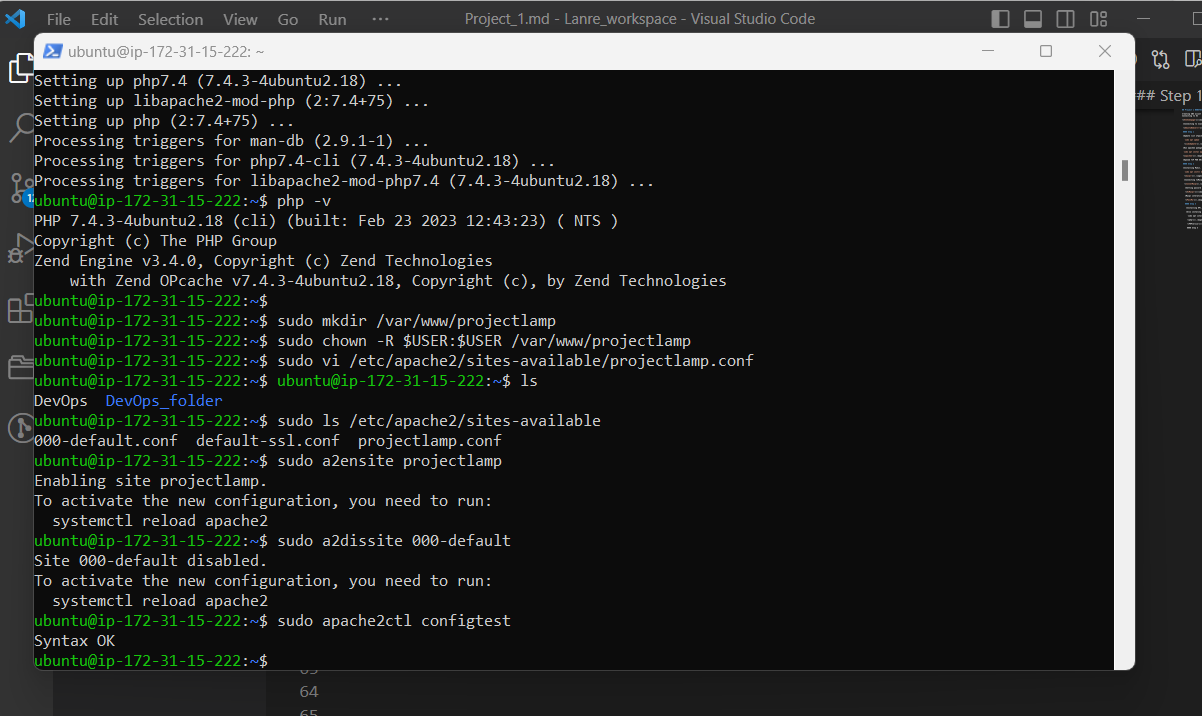 File Edit Selection View Go Run ··· Project_1.md - Lanre_workspace - Visual Studio Code
ubuntu@ip-172-31-15-222: ~
## Step 1
Setting up php7.4 (7.4.3-4ubuntu2.18) ...
Setting up libapache2-mod-php (2:7.4+75) ...
Setting up php (2:7.4+75) ...
Processing triggers for man-db (2.9.1-1) ...
Processing triggers for php7.4-cli (7.4.3-4ubuntu2.18) ...
Processing triggers for libapache2-mod-php7.4 (7.4.3-4ubuntu2.18) ...
ubuntu@ip-172-31-15-222:~$ php -v
PHP 7.4.3-4ubuntu2.18 (cli) (built: Feb 23 2023 12:43:23) ( NTS )
Copyright (c) The PHP Group
Zend Engine v3.4.0, Copyright (c) Zend Technologies
    with Zend OPcache v7.4.3-4ubuntu2.18, Copyright (c), by Zend Technologies
ubuntu@ip-172-31-15-222:~$
ubuntu@ip-172-31-15-222:~$ sudo mkdir /var/www/projectlamp
ubuntu@ip-172-31-15-222:~$ sudo chown -R $USER:$USER /var/www/projectlamp
ubuntu@ip-172-31-15-222:~$ sudo vi /etc/apache2/sites-available/projectlamp.conf
ubuntu@ip-172-31-15-222:~$ ubuntu@ip-172-31-15-222:~$ ls
DevOps  DevOps_folder
ubuntu@ip-172-31-15-222:~$ sudo ls /etc/apache2/sites-available
000-default.conf  default-ssl.conf  projectlamp.conf
ubuntu@ip-172-31-15-222:~$ sudo a2ensite projectlamp
Enabling site projectlamp.
To activate the new configuration, you need to run:
  systemctl reload apache2
ubuntu@ip-172-31-15-222:~$ sudo a2dissite 000-default
Site 000-default disabled.
To activate the new configuration, you need to run:
  systemctl reload apache2
ubuntu@ip-172-31-15-222:~$ sudo apache2ctl configtest
Syntax OK
ubuntu@ip-172-31-15-222:~$
64
65